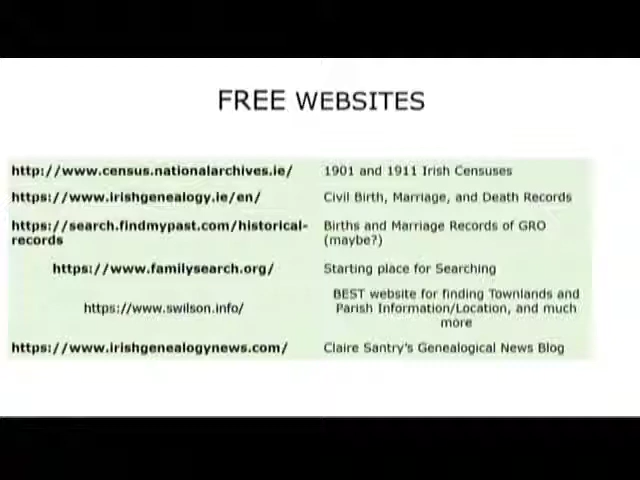 FREE WEBSITES
http://www.census.nationalarchives.ie/ 1901 and 1911 Irish Censuses
https://www.irishgenealogy.ie/en/ Civil Birth, Marriage, and Death Records
https://search.findmypast.com/historical-
records
Births and Marriage Records of GRO
(maybe?)
https://www.familysearch.org/ Starting place for Searching
https://www.swilson.info/
BEST website for finding Townlands and
Parish Information/Location, and much
more
https://www.irishgenealogynews.com/ Claire Santry's Genealogical News Blog